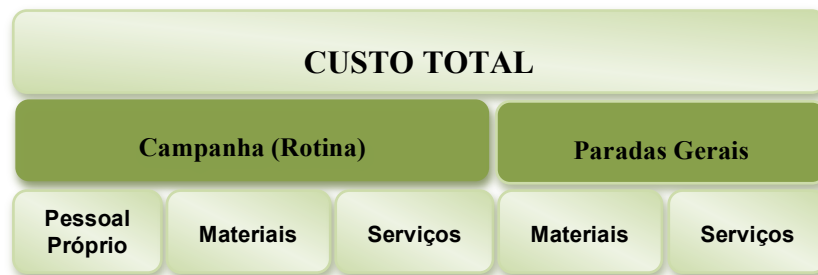 CUSTO TOTAL
Campanha (Rotina)
Paradas Gerais
Pessoal
Próprio
Materiais
Serviços
Materiais
Serviços